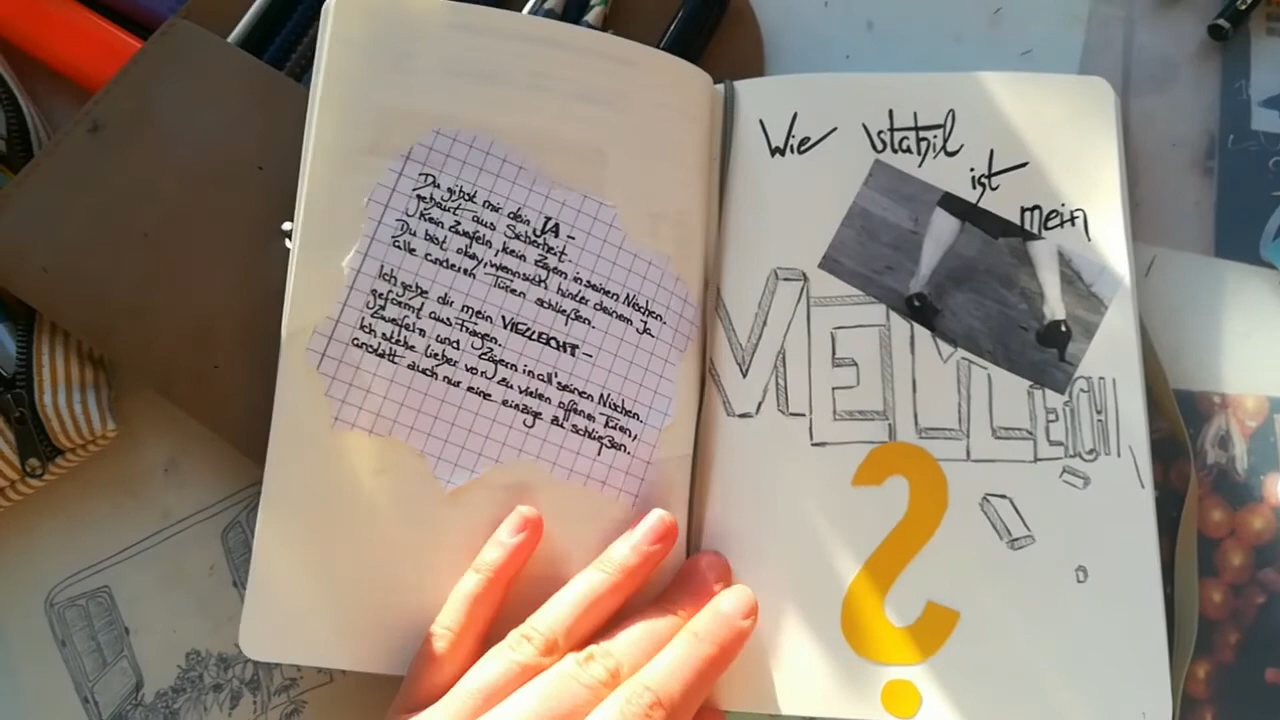 Du gibst mir dein JA -
gebaut aus Sicherheit.
Kein Zweifeln, kein Zögern in seinen Nischen.
Du bist okay, wenn sich hinter deinem Ja
alle anderen Türen schließen.
Ich gebe dir mein VIELLEICHT -
geformt aus Fragen.
Zweifeln und Zögern in all' seinen Nischen.
Ich stehe lieber vor zu vielen offenen Türen,
anstatt auch nur eine einzige zu schließen.
Wie stabil
ist
mein
VIELLEICHT
?